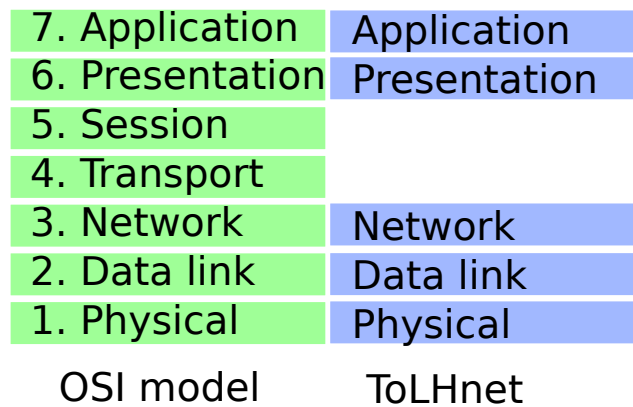 7. Application Application
6. Presentation Presentation
5. Session
4. Transport
3. Network Network
2. Data link Data link
1. Physical Physical
OSI model ToLHnet